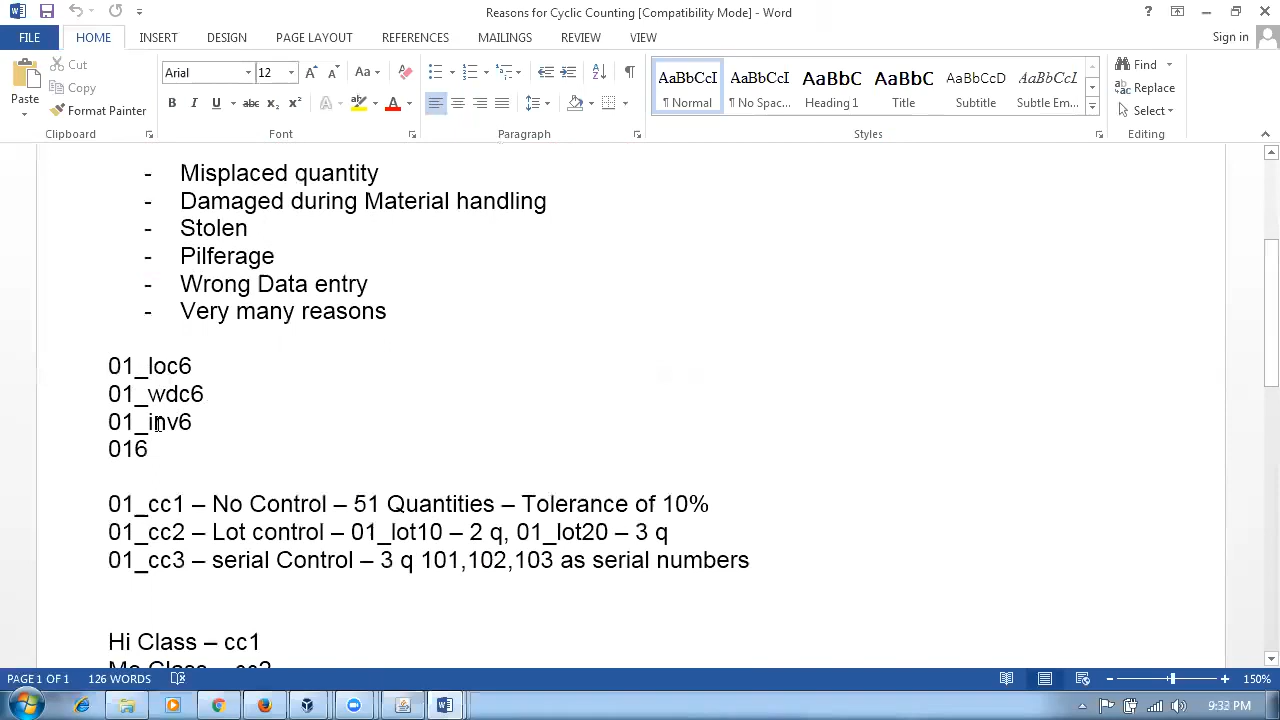 Reasons for Cyclic Counting [Compatibility Mode] - Word
FILE HOME INSERT DESIGN PAGE LAYOUT REFERENCES MAILINGS REVIEW VIEW Sign in
Paste
Cut
Copy
Format Painter
Clipboard
Arial 12
Aa
B I U abc x₂ x²
A
Font
Paragraph
AaBbCcI AaBbCcI AaBbC AaBbC AaBbCcD AaBbCcI
¶ Normal ¶ No Spac... Heading 1 Title Subtitle Subtle Em...
Styles
Find
Replace
Select
Editing
- Misplaced quantity
- Damaged during Material handling
- Stolen
- Pilferage
- Wrong Data entry
- Very many reasons
01_loc6
01_wdc6
01_inv6
016
01_cc1 – No Control – 51 Quantities – Tolerance of 10%
01_cc2 – Lot control – 01_lot10 – 2 q, 01_lot20 – 3 q
01_cc3 – serial Control – 3 q 101,102,103 as serial numbers
Hi Class – cc1
PAGE 1 OF 1 126 WORDS 150%
9:33 PM